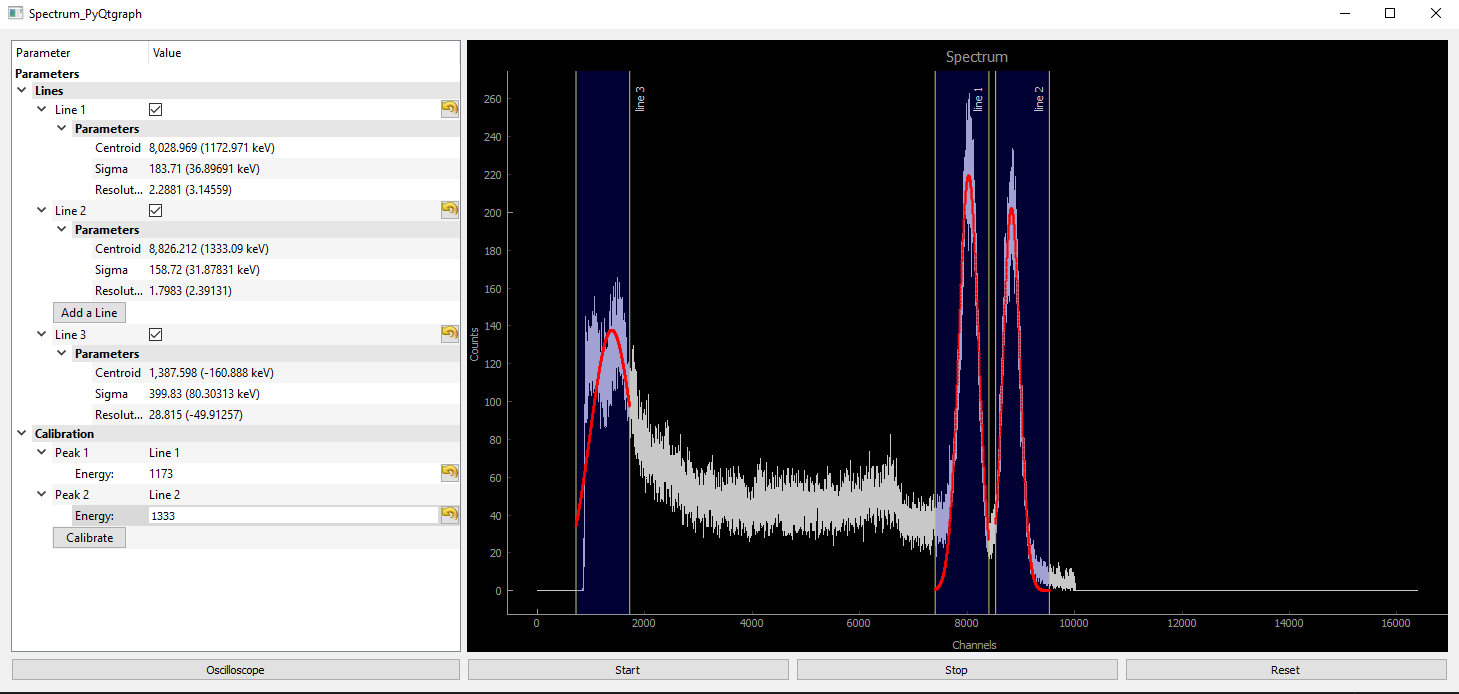 Spectrum_PyQtgraph
Parameter Value
Parameters
Lines
Line 1
Parameters
Centroid 8,028.969 (1172.971 keV)
Sigma 183.71 (36.89691 keV)
Resolut... 2.2881 (3.14559)
Line 2
Parameters
Centroid 8,826.212 (1333.09 keV)
Sigma 158.72 (31.87831 keV)
Resolut... 1.7983 (2.39131)
Add a Line
Line 3
Parameters
Centroid 1,387.598 (-160.888 keV)
Sigma 399.83 (80.30313 keV)
Resolut... 28.815 (-49.91257)
Calibration
Peak 1 Line 1
Energy: 1173
Peak 2 Line 2
Energy: 1333
Calibrate
Spectrum
line 3
line 1
line 2
260
240
220
200
180
160
140
120
100
80
60
40
20
0
Counts
0 2000 4000 6000 8000 10000 12000 14000 16000
Channels
Oscilloscope Start Stop Reset